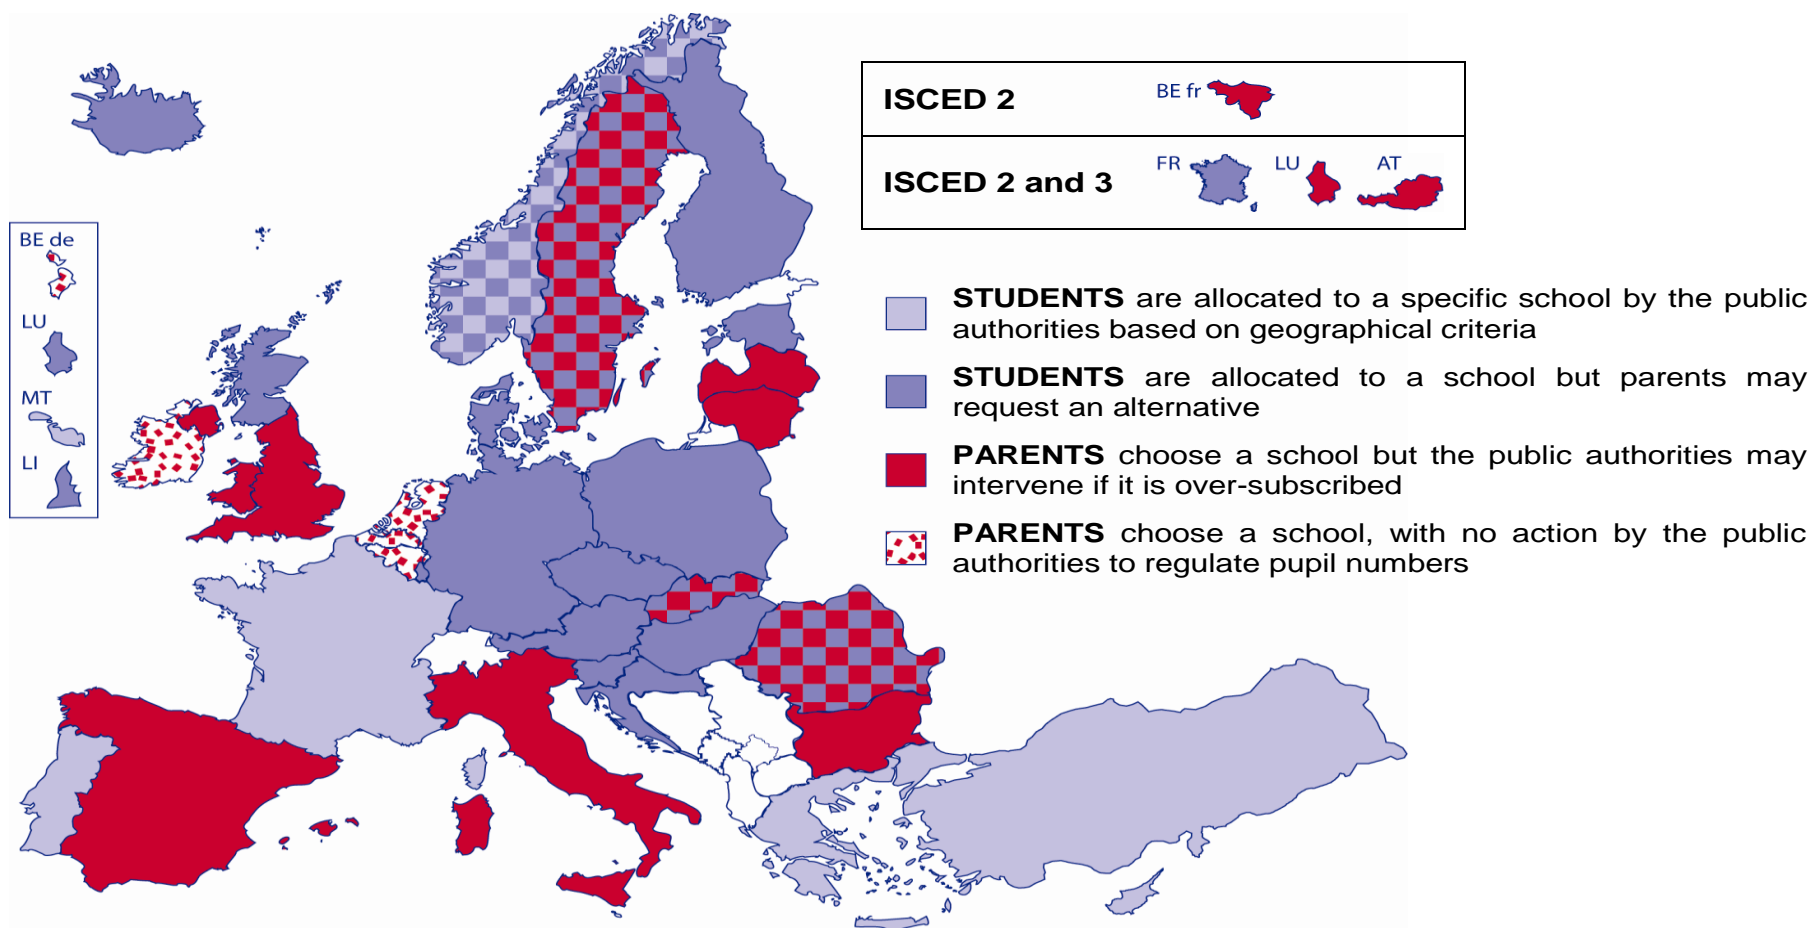 ISCED 2
BE fr
ISCED 2 and 3
FR
LU
AT
BE de
LU
MT
LI
STUDENTS are allocated to a specific school by the public
authorities based on geographical criteria
STUDENTS are allocated to a school but parents may
request an alternative
PARENTS choose a school but the public authorities may
intervene if it is over-subscribed
PARENTS choose a school, with no action by the public
authorities to regulate pupil numbers